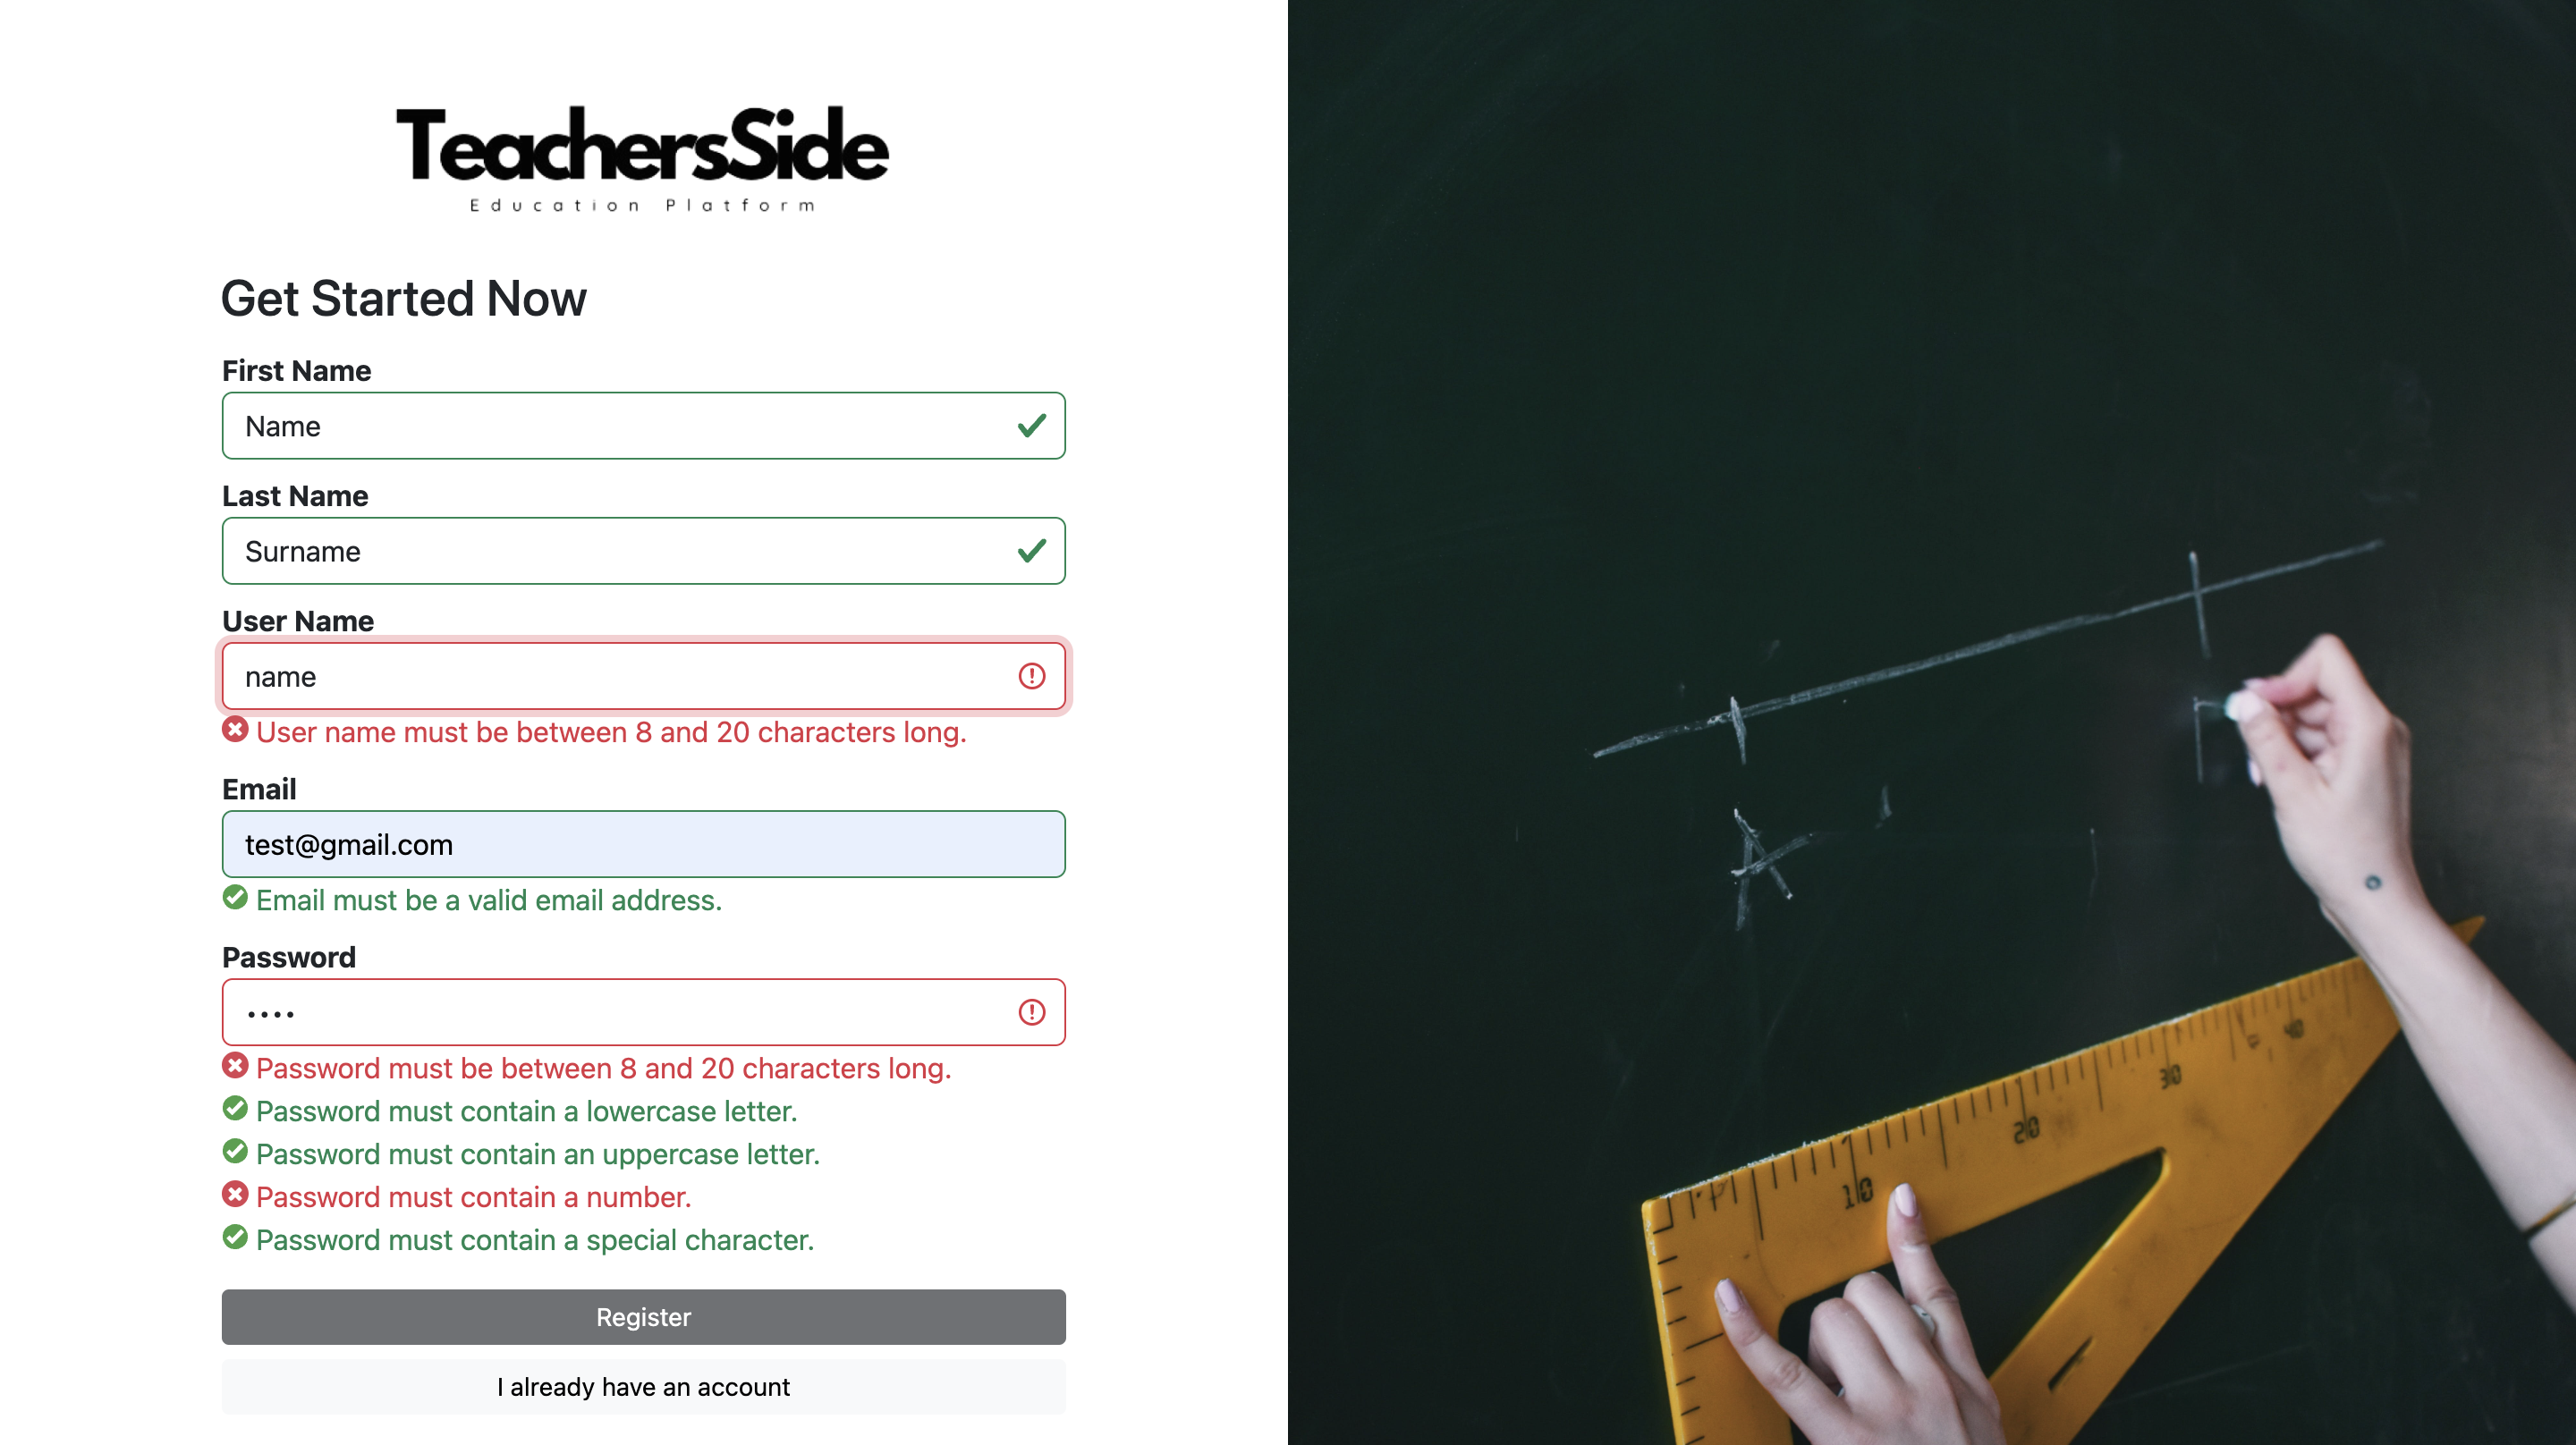 TeachersSide
Education Platform
Get Started Now
First Name
Name
Last Name
Surname
User Name
name
User name must be between 8 and 20 characters long.
Email
test@gmail.com
Email must be a valid email address.
Password
••••
Password must be between 8 and 20 characters long.
Password must contain a lowercase letter.
Password must contain an uppercase letter.
Password must contain a number.
Password must contain a special character.
Register
I already have an account
A
10
20
30
40